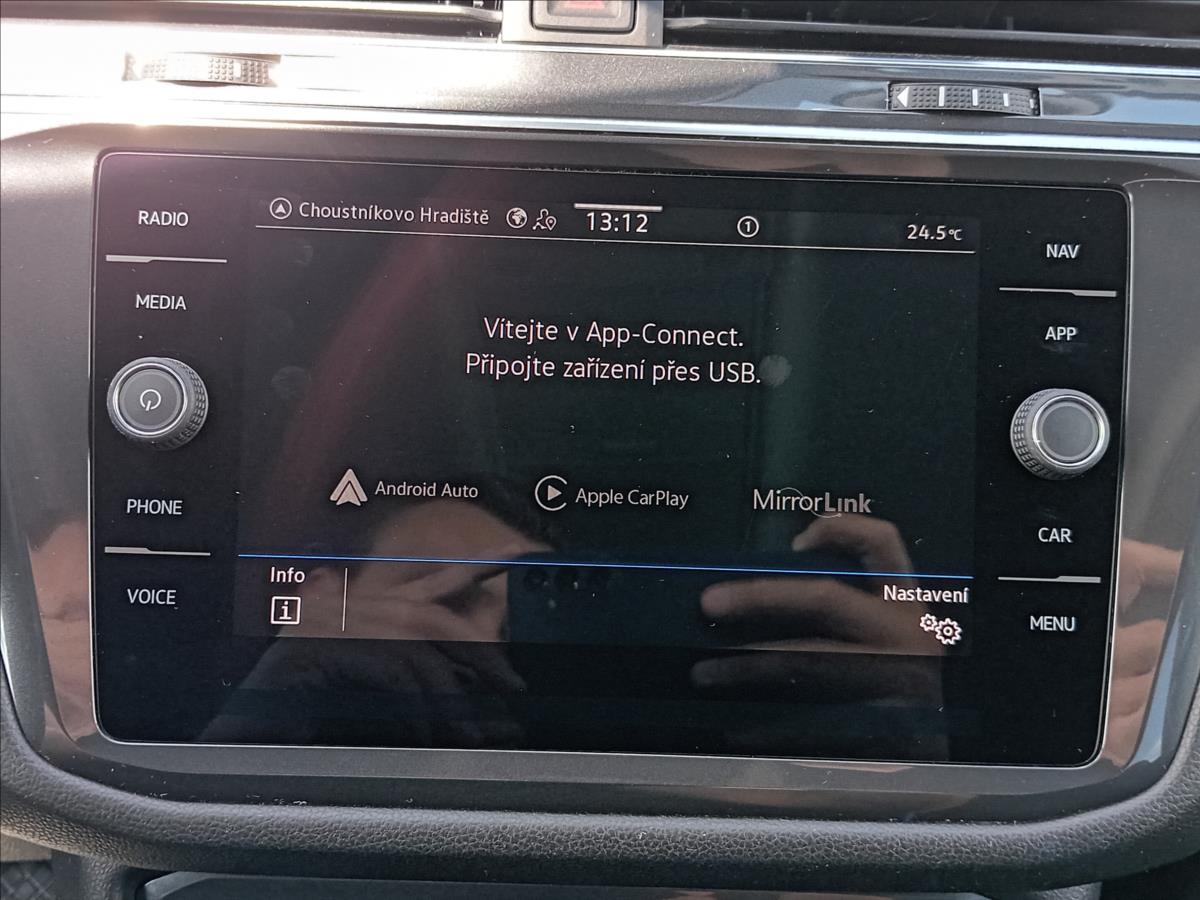 RADIO
MEDIA
PHONE
VOICE
Choustníkovo Hradiště 13:12 1 24.5°C
Vítejte v App-Connect.
Připojte zařízení přes USB.
Android Auto Apple CarPlay MirrorLink
Info Nastavení
i
NAV
APP
CAR
MENU